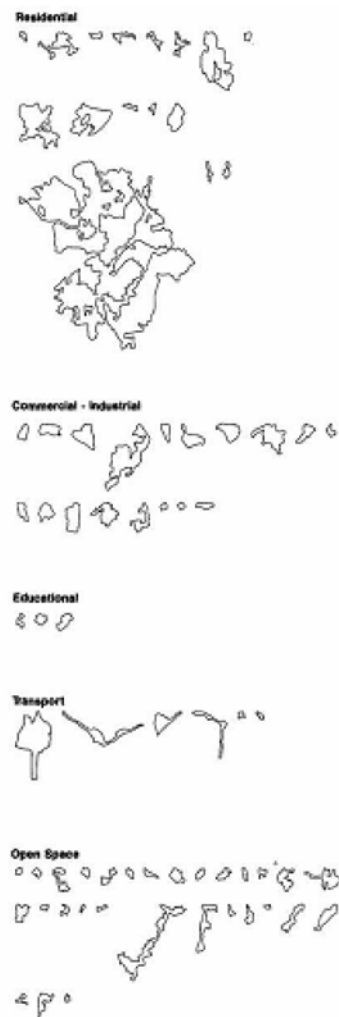 Residential
Commercial - Industrial
Educational
Transport
Open Space